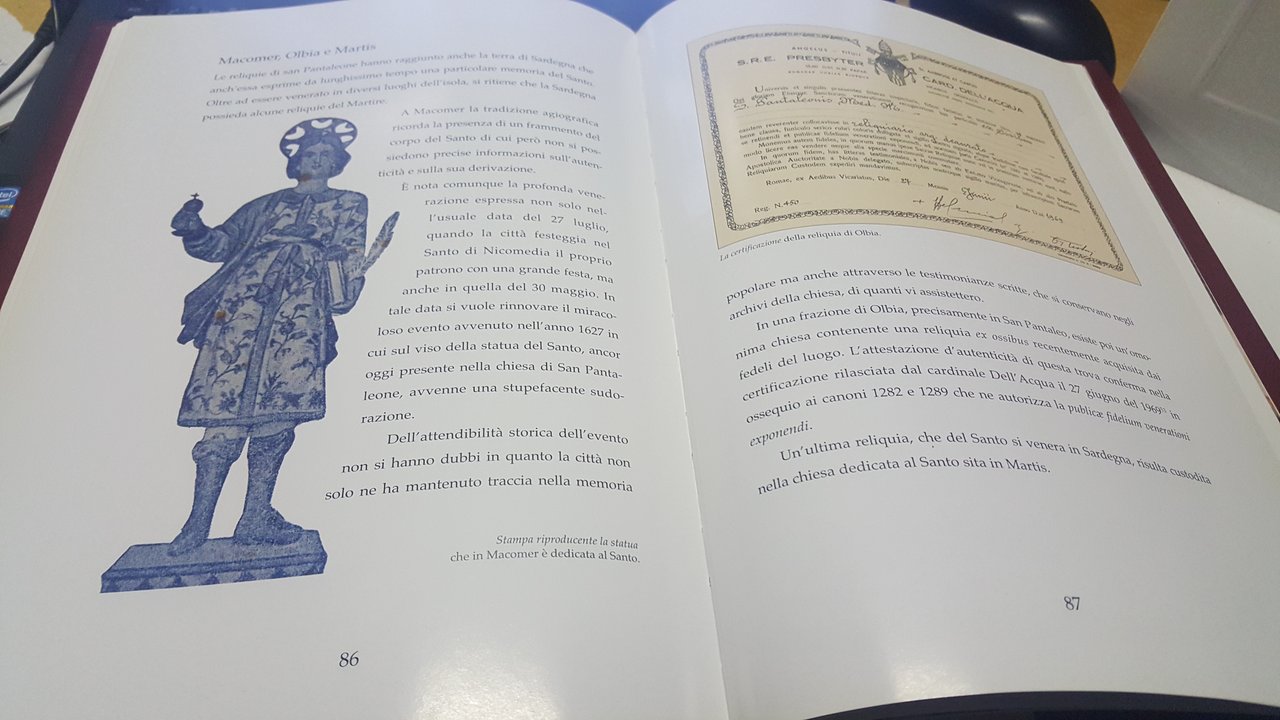 Macomer, Olbia e Martis
Le reliquie di san Pantaleone hanno raggiunto anche la terra di Sardegna che
anch'essa esprime da lunghissimo tempo una particolare memoria del Santo.
Oltre ad essere venerato in diversi luoghi dell'isola, si ritiene che la Sardegna
possieda alcune reliquie del Martire.
A Macomer la tradizione agiografica
ricorda la presenza di un frammento del
corpo del Santo di cui però non si pos-
siedono precise informazioni sull'auten-
ticità e sulla sua derivazione.
È nota comunque la profonda vene-
razione espressa non solo nel-
l'usuale data del 27 luglio,
quando la città festeggia nel
Santo di Nicomedia il proprio
patrono con una grande festa, ma
anche in quella del 30 maggio. In
tale data si vuole rinnovare il miraco-
loso evento avvenuto nell'anno 1627 in
cui sul viso della statua del Santo, ancor
oggi presente nella chiesa di San Panta-
leone, avvenne una stupefacente sudo-
razione.
Dell'attendibilità storica dell'evento
non si hanno dubbi in quanto la città non
solo ne ha mantenuto traccia nella memoria
Stampa riproducente la statua
che in Macomer è dedicata al Santo.
86
S.R.E. PRESBYTER
CARD. DELL'ACQUA
reliquiario
Romae, ex Aedibus Vicariatus, Die 27 Mensis
Reg. N. 450
La certificazione della reliquia di Olbia.
popolare ma anche attraverso le testimonianze scritte, che si conservano negli
archivi della chiesa, di quanti vi assistettero.
In una frazione di Olbia, precisamente in San Pantaleo, esiste poi un'omo-
nima chiesa contenente una reliquia ex ossibus recentemente acquisita dai
fedeli del luogo. L'attestazione d'autenticità di questa trova conferma nella
certificazione rilasciata dal cardinale Dell'Acqua il 27 giugno del 1969 in
ossequio ai canoni 1282 e 1289 che ne autorizza la publicæ fidelium venerationi
exponendi.
Un'ultima reliquia, che del Santo si venera in Sardegna, risulta custodita
nella chiesa dedicata al Santo sita in Martis.
87